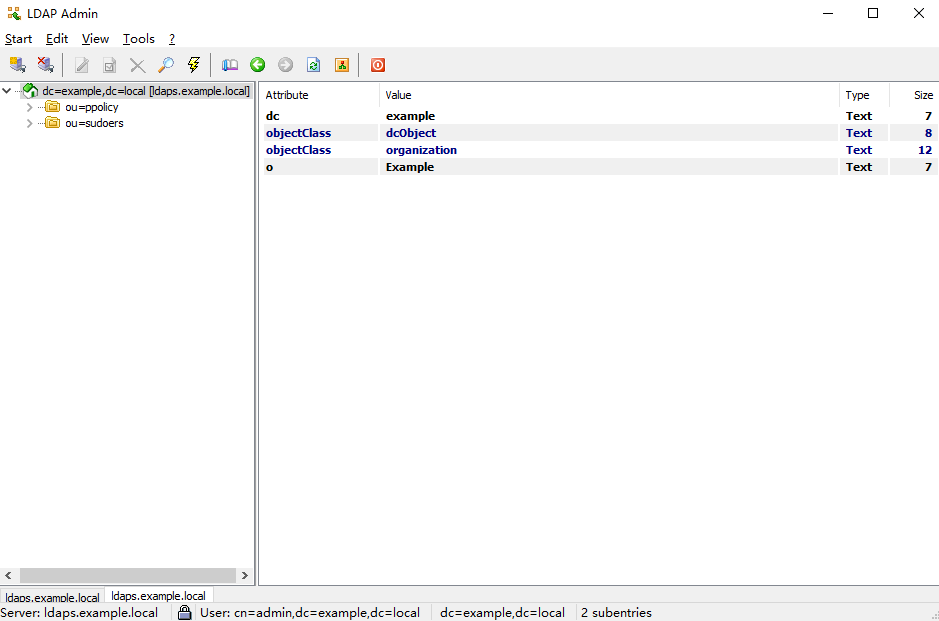 LDAP Admin
Start Edit View Tools ?
dc=example,dc=local [ldaps.example.local]
ou=ppolicy
ou=sudoers
Attribute Value Type Size
dc example Text 7
objectClass dcObject Text 8
objectClass organization Text 12
o Example Text 7
ldaps.example.local ldaps.example.local
Server: ldaps.example.local User: cn=admin,dc=example,dc=local dc=example,dc=local 2 subentries